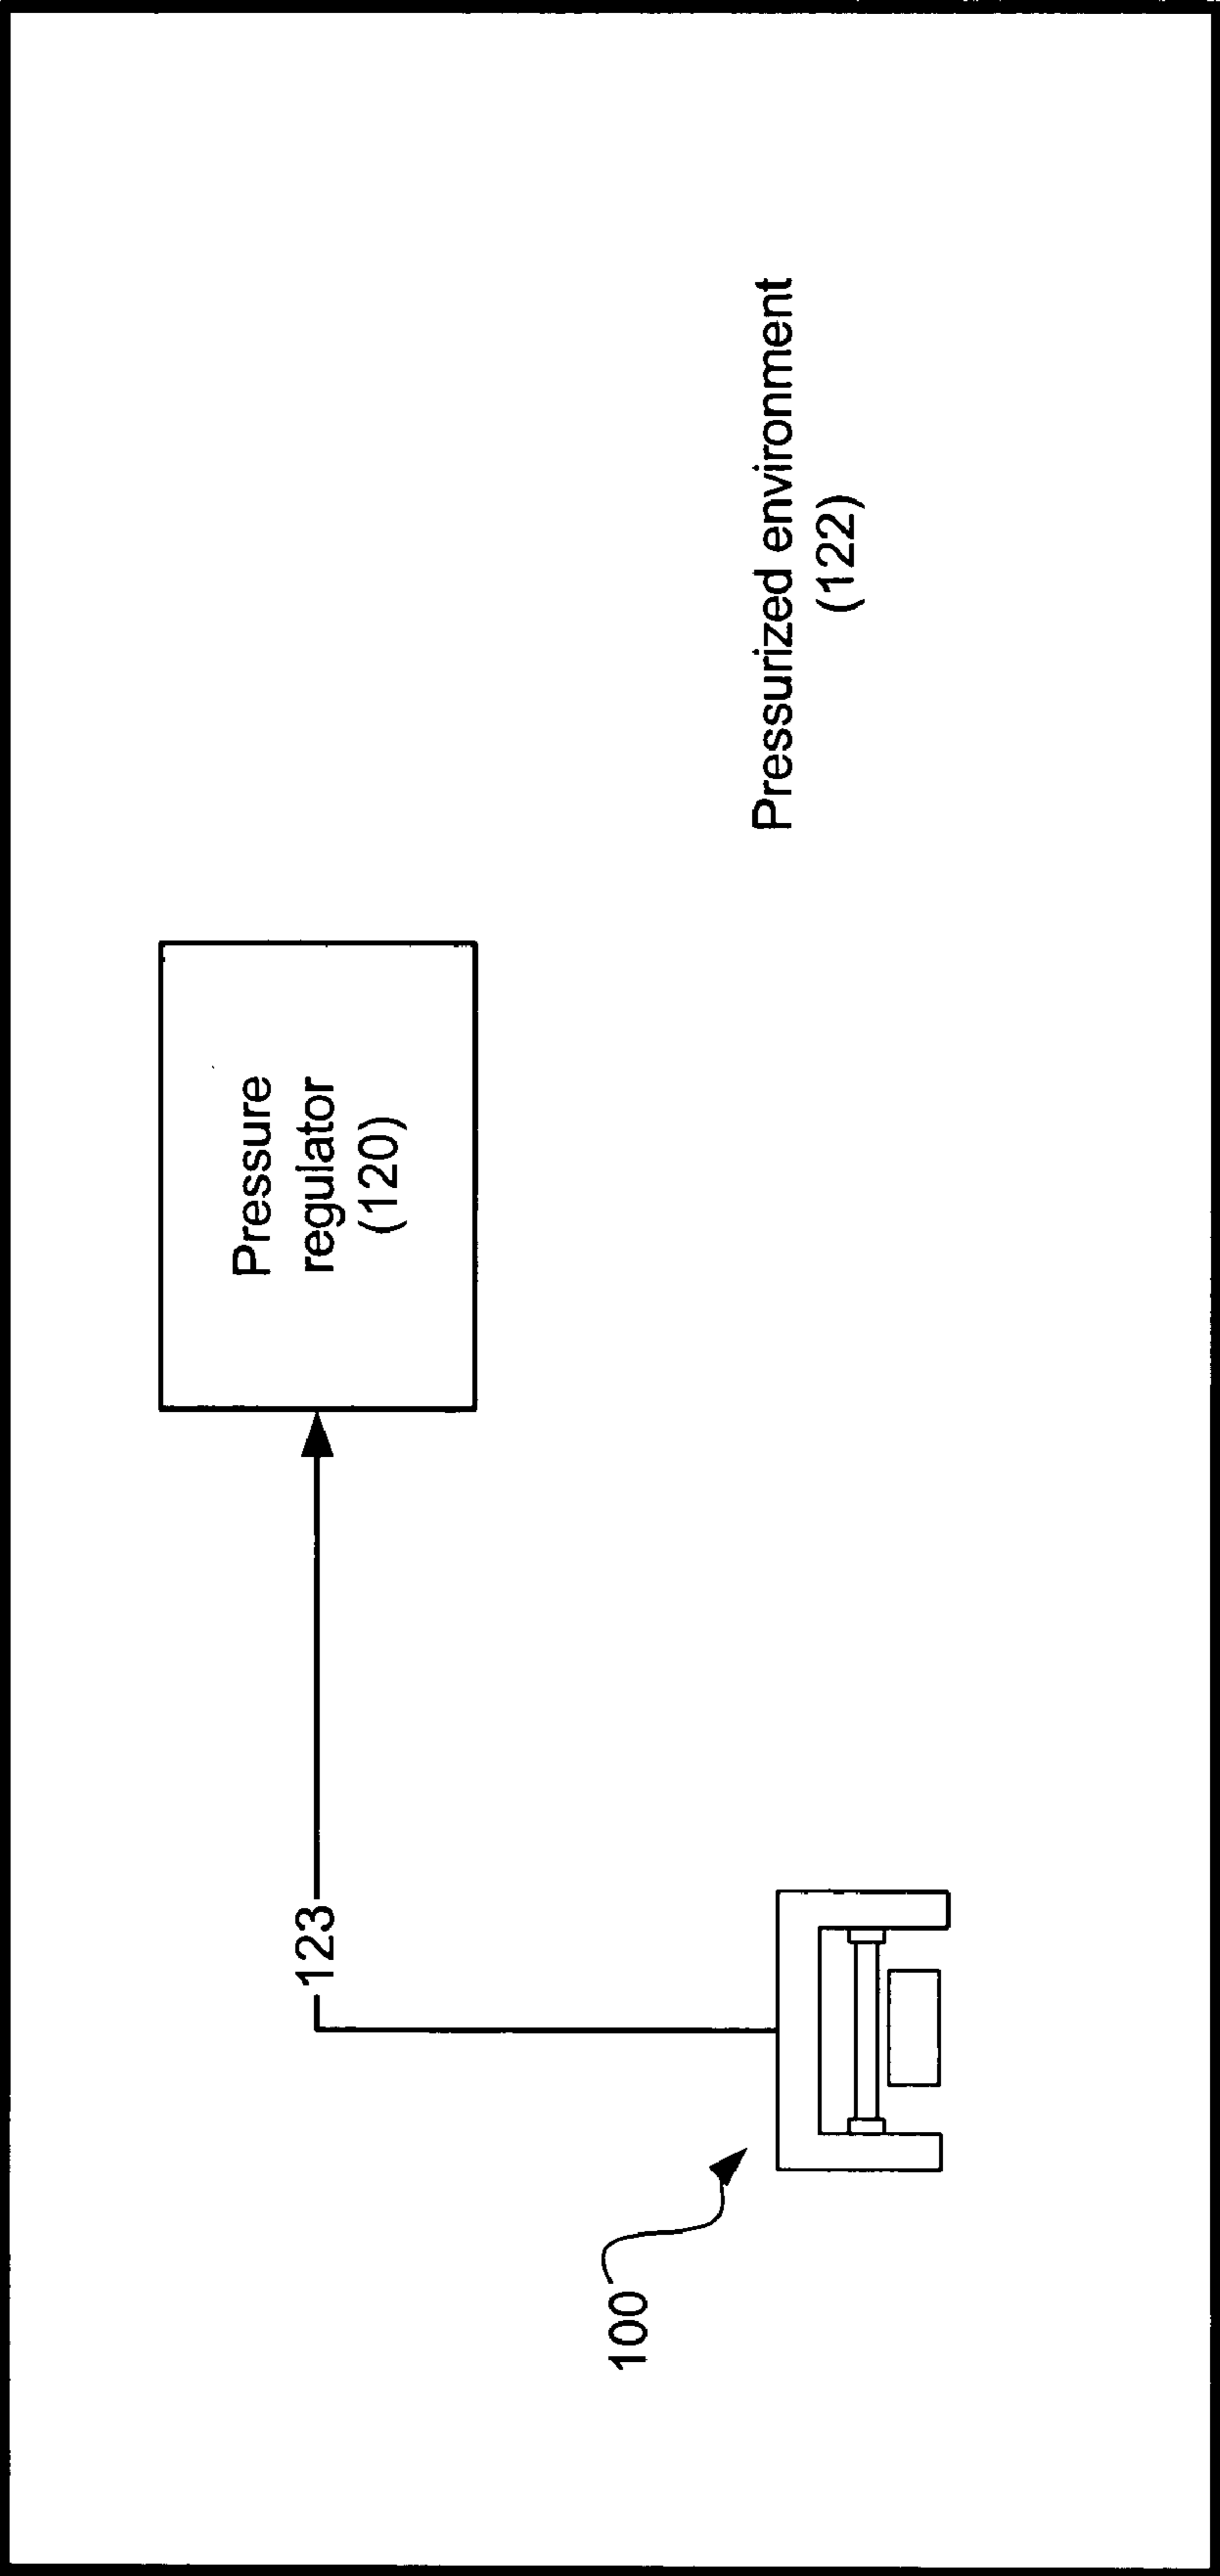 Pressure
regulator
(120)
123
100
Pressurized environment
(122)